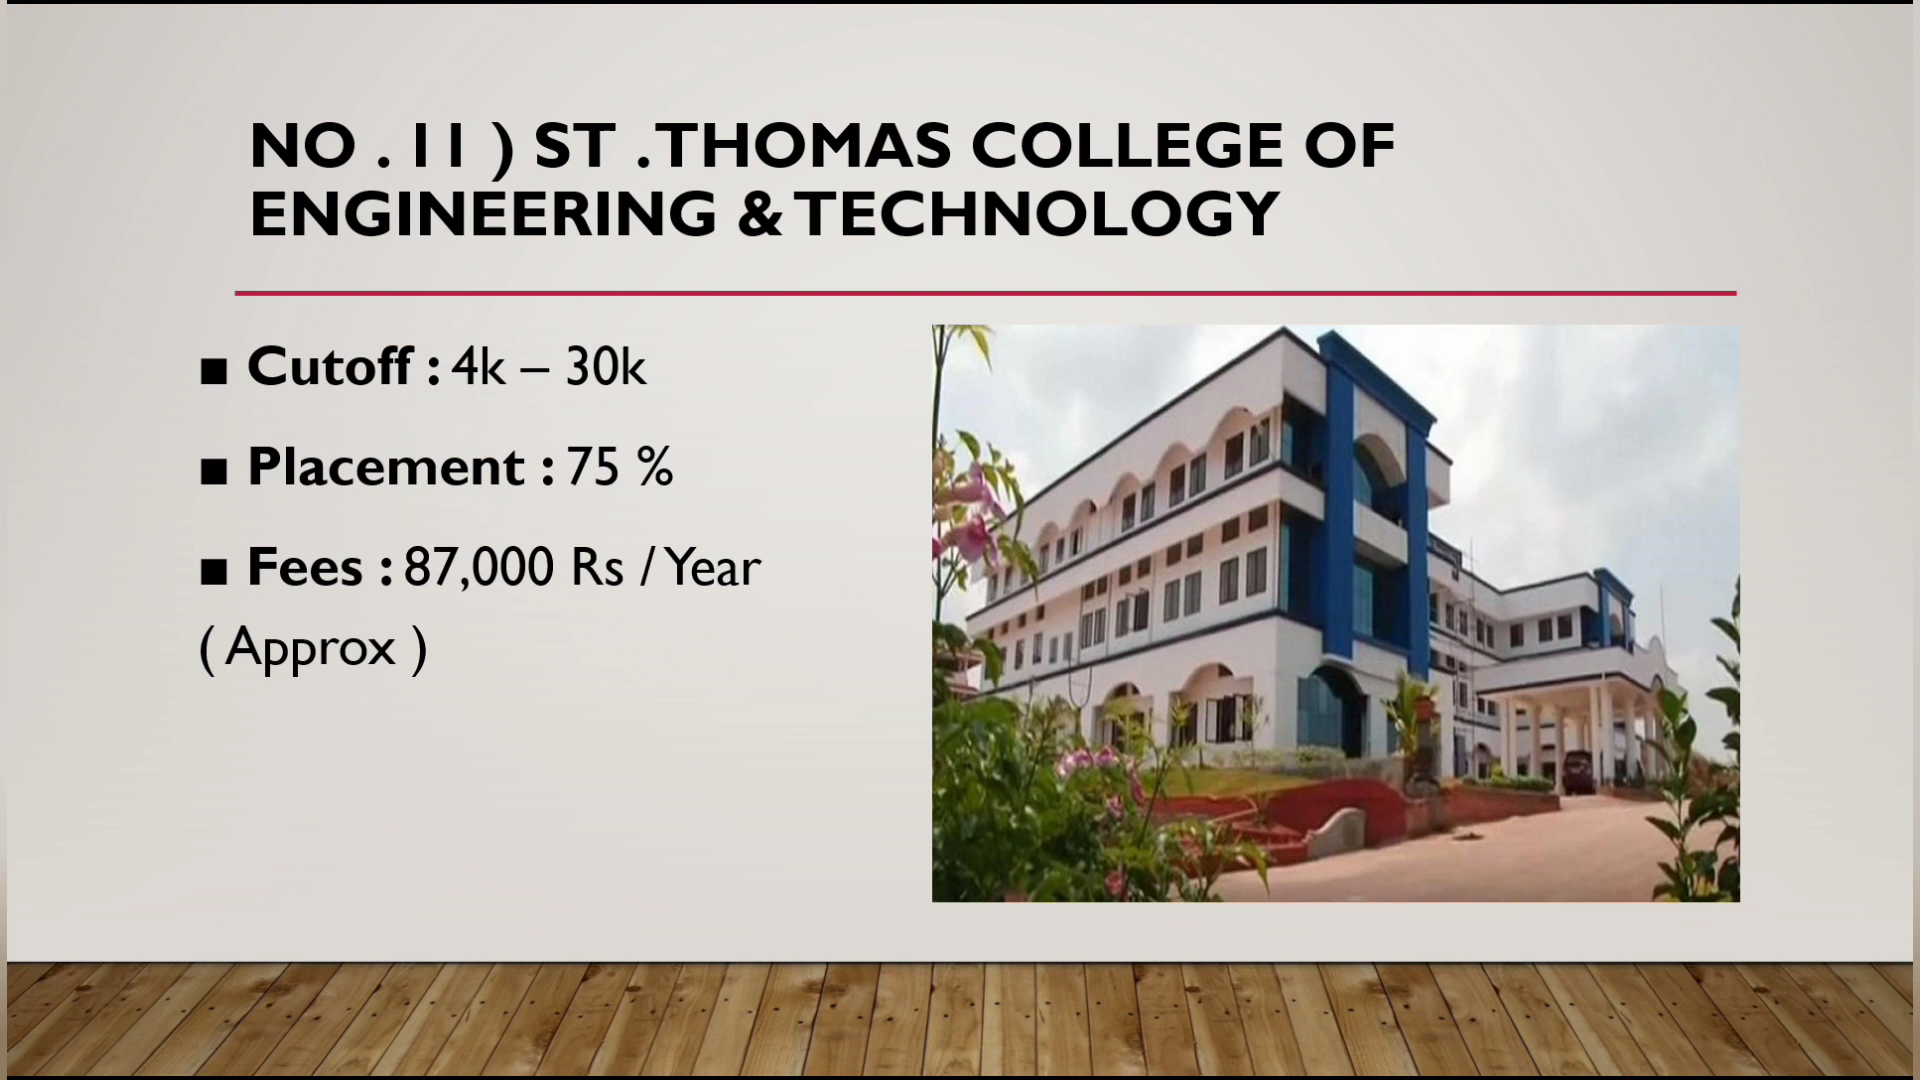 NO . 11 ) ST .THOMAS COLLEGE OF
ENGINEERING & TECHNOLOGY
▪ Cutoff : 4k – 30k
▪ Placement : 75 %
▪ Fees : 87,000 Rs / Year
( Approx )